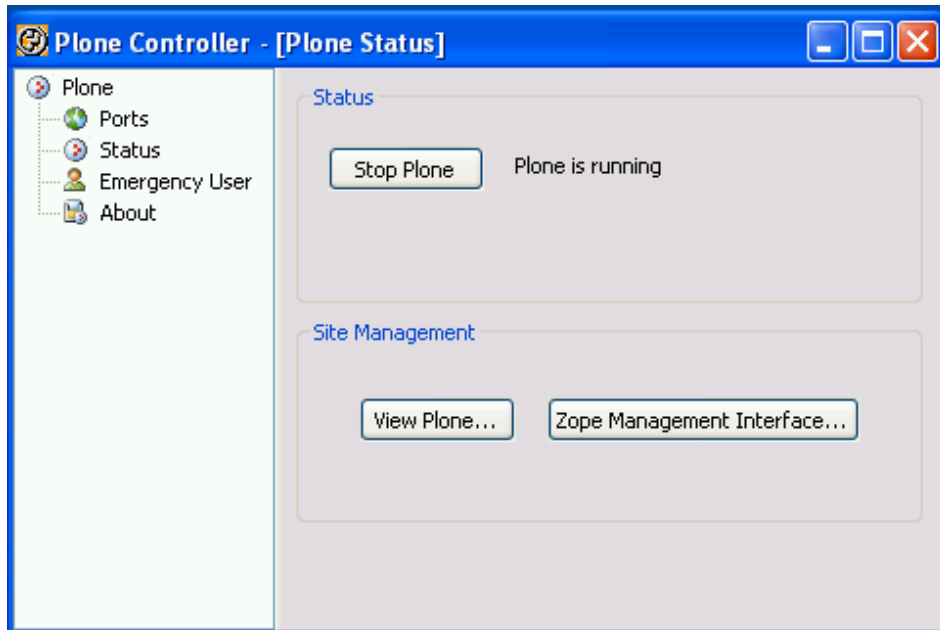 Plone Controller - [Plone Status]
Plone
Ports
Status
Emergency User
About
Status
Stop Plone
Plone is running
Site Management
View Plone...
Zope Management Interface...